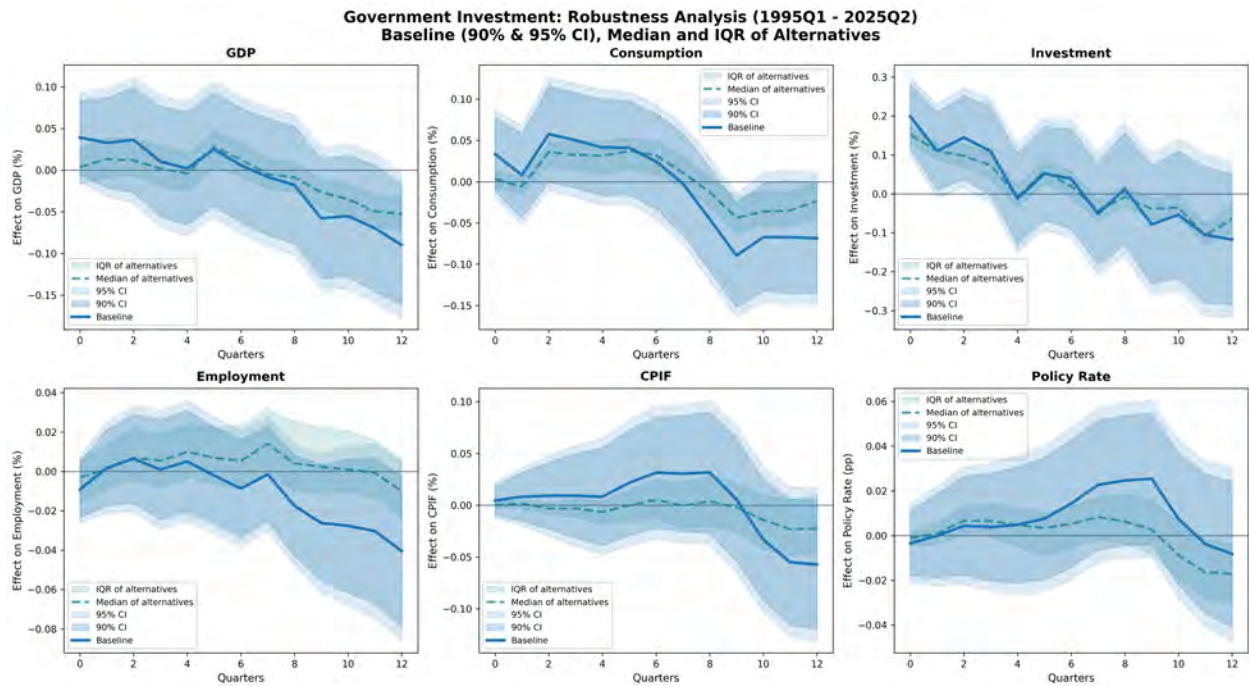 Government Investment: Robustness Analysis (1995Q1 - 2025Q2)
Baseline (90% & 95% CI), Median and IQR of Alternatives
GDP
Effect on GDP (%)
0.10
0.05
0.00
−0.05
−0.10
−0.15
IQR of alternatives
Median of alternatives
95% CI
90% CI
Baseline
0 2 4 6 8 10 12
Quarters
Consumption
Effect on Consumption (%)
0.10
0.05
0.00
−0.05
−0.10
−0.15
IQR of alternatives
Median of alternatives
95% CI
90% CI
Baseline
0 2 4 6 8 10 12
Quarters
Investment
Effect on Investment (%)
0.3
0.2
0.1
0.0
−0.1
−0.2
−0.3
IQR of alternatives
Median of alternatives
95% CI
90% CI
Baseline
0 2 4 6 8 10 12
Quarters
Employment
Effect on Employment (%)
0.04
0.02
0.00
−0.02
−0.04
−0.06
−0.08
IQR of alternatives
Median of alternatives
95% CI
90% CI
Baseline
0 2 4 6 8 10 12
Quarters
CPIF
Effect on CPIF (%)
0.10
0.05
0.00
−0.05
−0.10
IQR of alternatives
Median of alternatives
95% CI
90% CI
Baseline
0 2 4 6 8 10 12
Quarters
Policy Rate
Effect on Policy Rate (pp)
0.06
0.04
0.02
0.00
−0.02
−0.04
IQR of alternatives
Median of alternatives
95% CI
90% CI
Baseline
0 2 4 6 8 10 12
Quarters